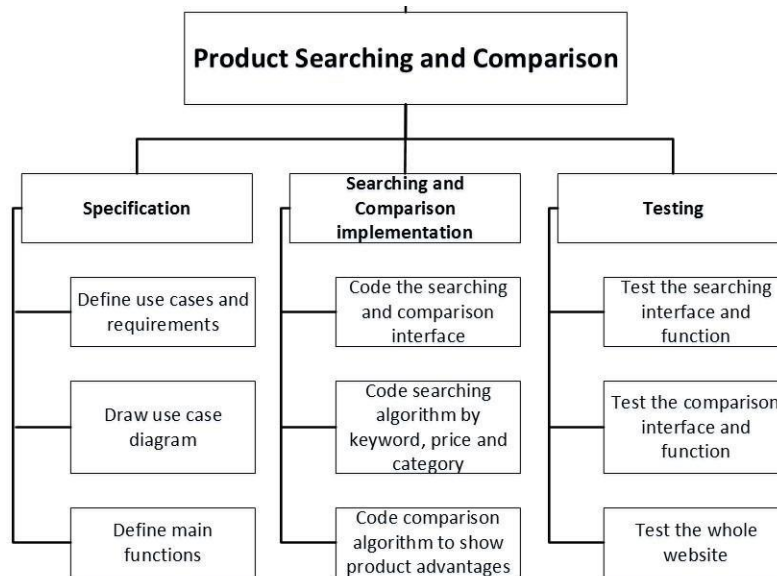 Product Searching and Comparison
Specification
Define use cases and
requirements
Draw use case
diagram
Define main
functions
Searching and
Comparison
implementation
Code the searching
and comparison
interface
Code searching
algorithm by
keyword, price and
category
Code comparison
algorithm to show
product advantages
Testing
Test the searching
interface and
function
Test the comparison
interface and
function
Test the whole
website